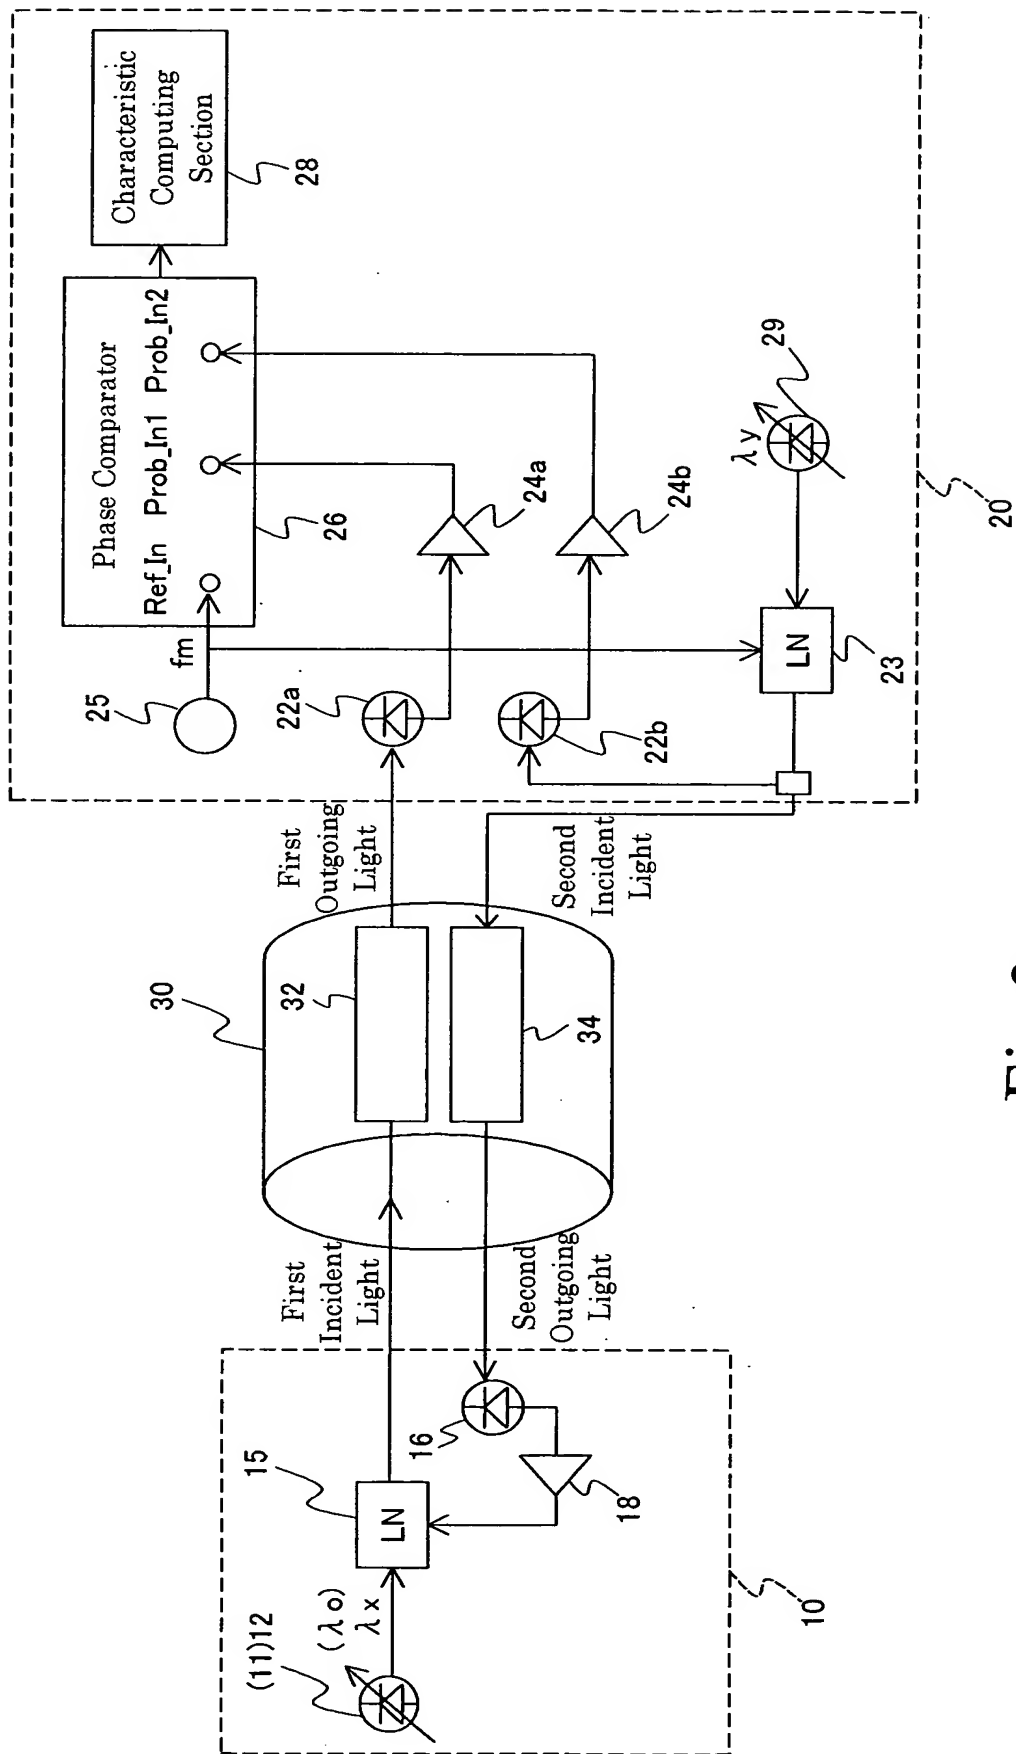 (11)12
(λo)
λx
LN
15
16
18
10
First
Incident
Light
Second
Outgoing
Light
30
32
34
First
Outgoing
Light
Second
Incident
Light
25
fm
22a
22b
24a
24b
Phase Comparator
Ref_In Prob_In1 Prob_In2
26
Characteristic
Computing
Section
28
λy
29
LN
23
20